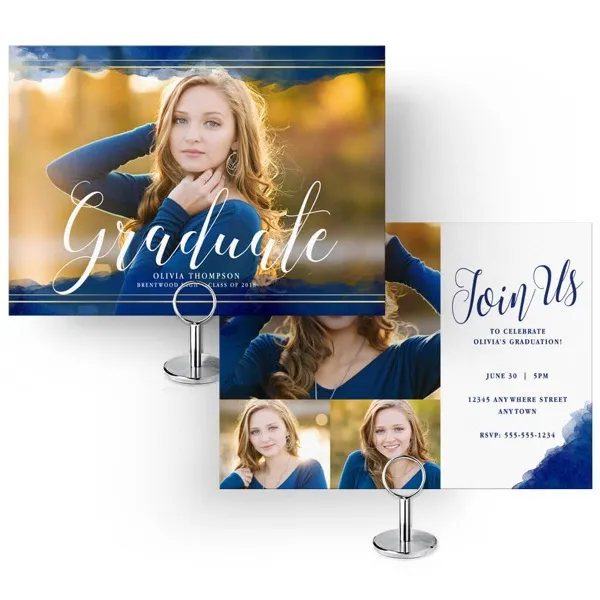 Graduate
OLIVIA THOMPSON
BRENTWOOD HIGH - CLASS OF 2018
Join Us
TO CELEBRATE
OLIVIA'S GRADUATION!
JUNE 30 | 5PM
12345 ANYWHERE STREET
ANYTOWN
RSVP: 555-555-1234